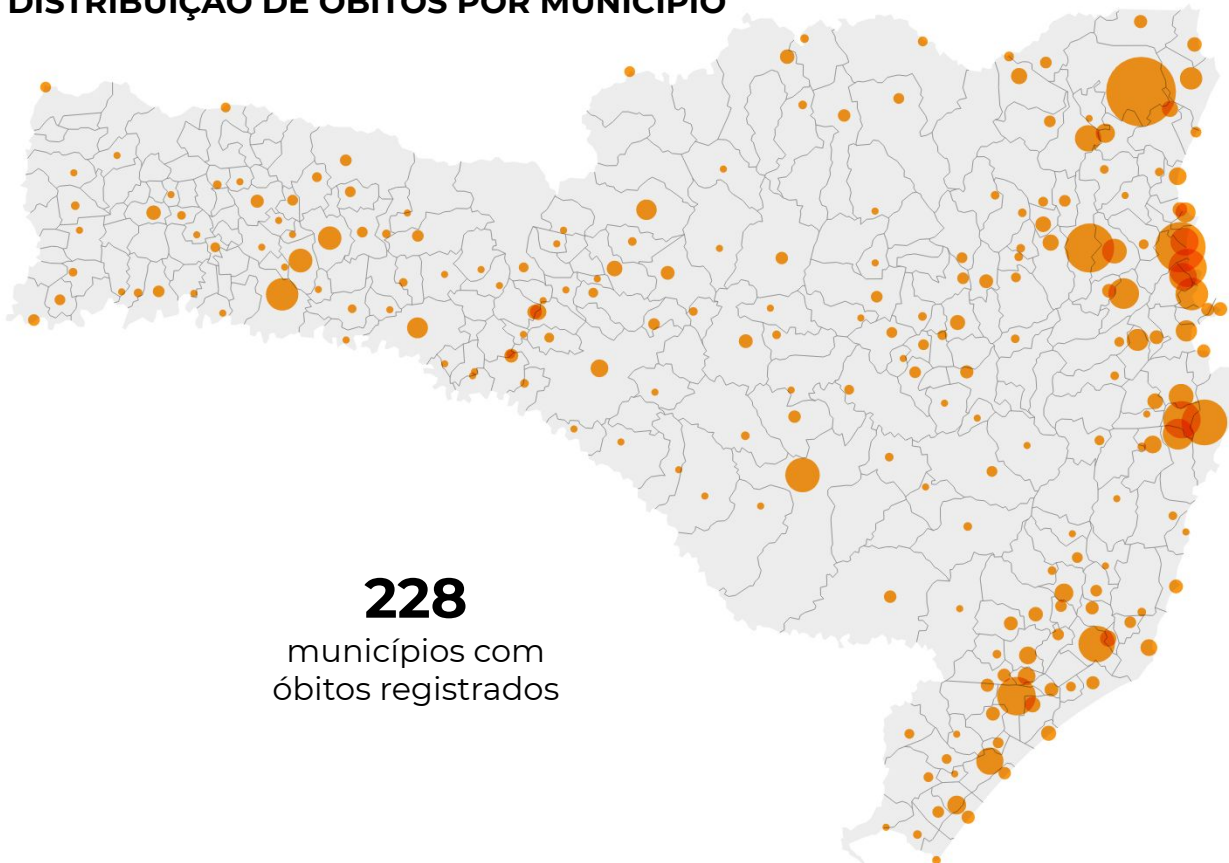 DISTRIBUIÇÃO DE ÓBITOS POR MUNICÍPIO
228
municípios com
óbitos registrados